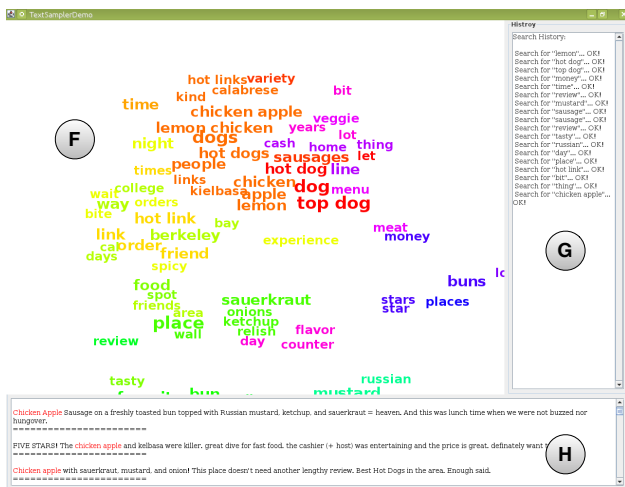 TextSamplerDemo
hot links variety
calabrese bit
kind
time
chicken apple
veggie
lemon chicken years
lot
dogs cash home thing
night
hot dogs sausages let
people
times hot dog line
links
college chicken
wait kielbasa dog menu
apple
way orders lemon top dog
bite
hot link bay
meat
link berkeley money
cal order experience
days friend
spicy
buns
food
spot sauerkraut stars places
friends onions star
area
place ketchup
relish flavor
wall
review day counter
russian
tasty
bun mustard
F
Histroy
Search History:
Search for "lemon"... OK!
Search for "hot dog"... OK!
Search for "top dog"... OK!
Search for "money"... OK!
Search for "time"... OK!
Search for "review"... OK!
Search for "mustard"... OK!
Search for "sausage"... OK!
Search for "sausage"... OK!
Search for "review"... OK!
Search for "tasty"... OK!
Search for "russian"... OK!
Search for "day"... OK!
Search for "place"... OK!
Search for "hot link"... OK!
Search for "bit"... OK!
Search for "thing"... OK!
Search for "chicken apple"...
OK!
G
Chicken Apple Sausage on a freshly toasted bun topped with Russian mustard, ketchup, and sauerkraut = heaven. And this was lunch time when we were not buzzed nor
hungover.
========================
FIVE STARS! The chicken apple and kelbasa were killer. great dive for fast food. the cashier (+ host) was entertaining and the price is great. definately want
========================
Chicken apple with sauerkraut, mustard, and onion! This place doesn't need another lengthy review. Best Hot Dogs in the area. Enough said.
========================
H